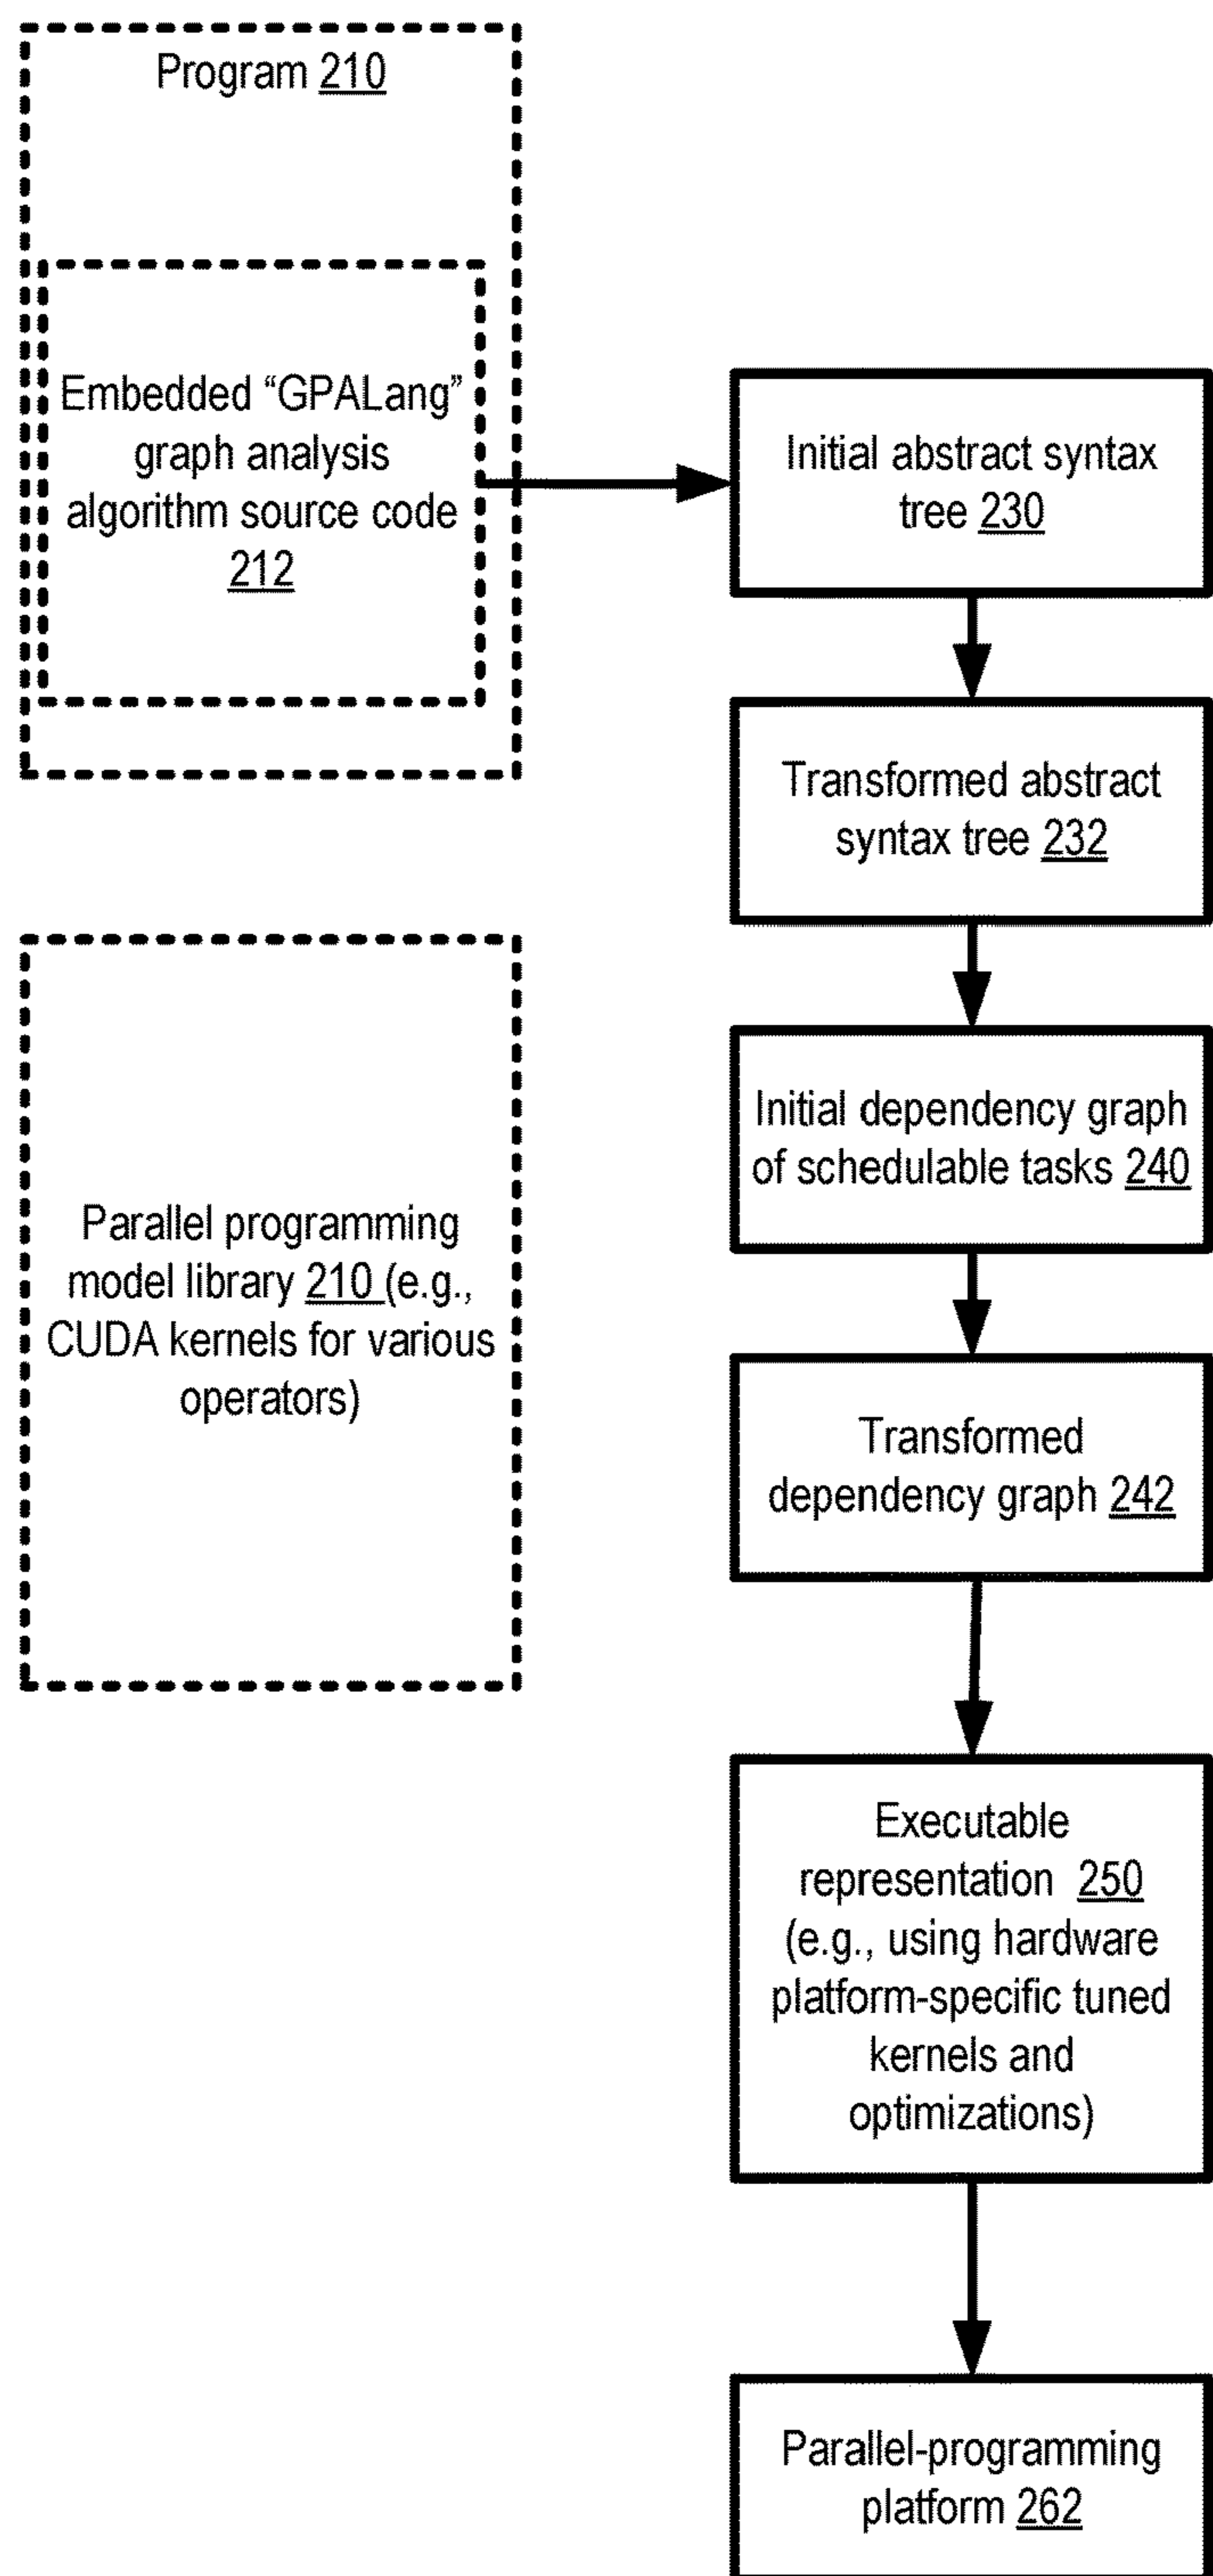 Program 210
Embedded “GPALang”
graph analysis
algorithm source code
212
Initial abstract syntax
tree 230
Transformed abstract
syntax tree 232
Parallel programming
model library 210 (e.g.,
CUDA kernels for various
operators)
Initial dependency graph
of schedulable tasks 240
Transformed
dependency graph 242
Executable
representation 250
(e.g., using hardware
platform-specific tuned
kernels and
optimizations)
Parallel-programming
platform 262